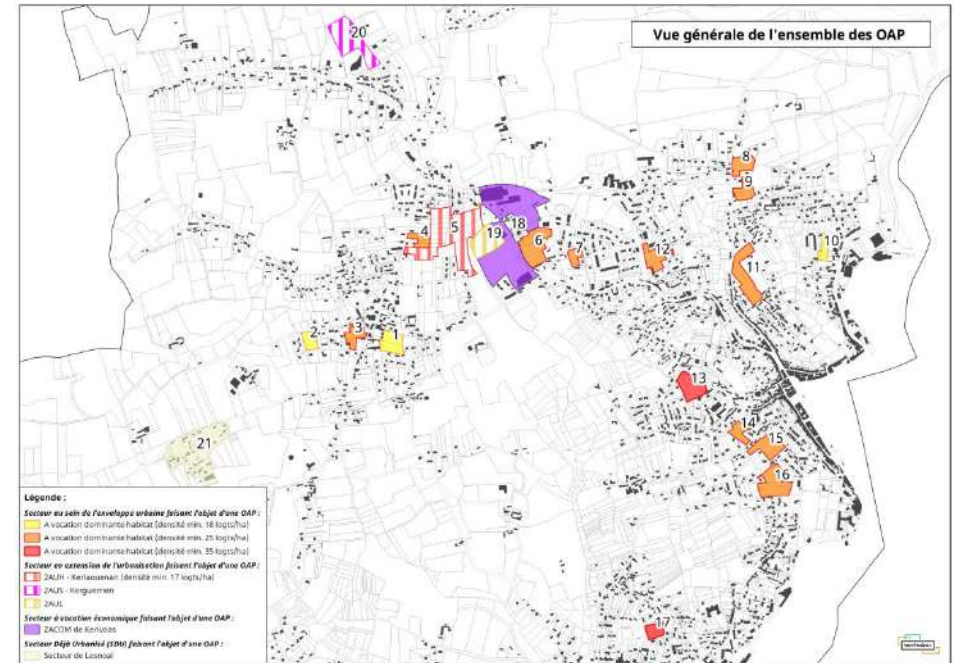 Vue générale de l'ensemble des OAP
20
8
9
18
5
4
19
6
7
12
10
11
2
3
1
13
14
15
16
21
17
Légende :
Secteur au sein de l'enveloppe urbaine faisant l'objet d'une OAP :
A vocation dominante habitat (densité min. 18 logts/ha)
A vocation dominante habitat (densité min. 25 logts/ha)
A vocation dominante habitat (densité min. 35 logts/ha)
Secteur en extension de l'urbanisation faisant l'objet d'une OAP :
2AUH - Kerlaouenan (densité min. 17 logts/ha)
2AUS - Kerguerrien
2AUL
Secteur à vocation économique faisant l'objet d'une OAP :
ZACOM de Kerivoas
Secteur Déjà Urbanisé (SDU) faisant l'objet d'une OAP :
Secteur de Lesnoal